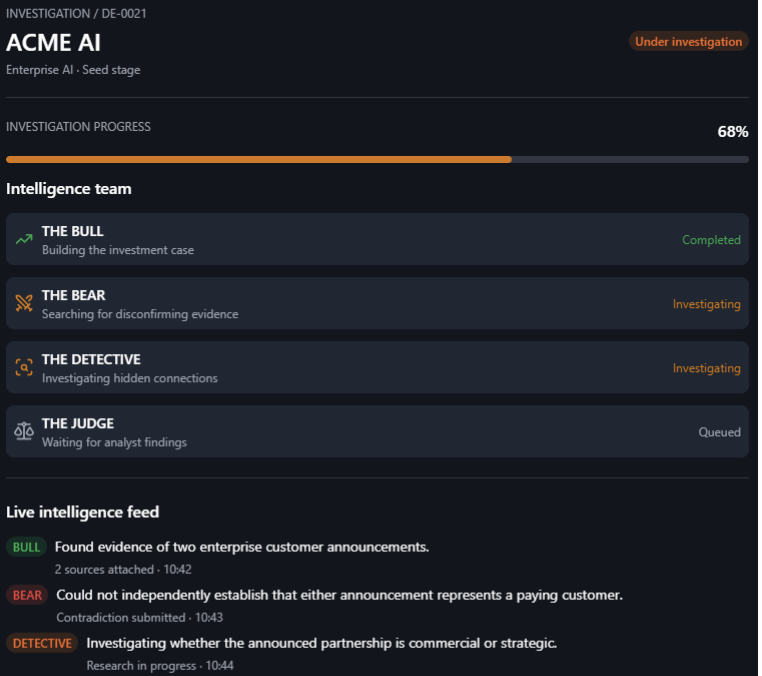 INVESTIGATION / DE-0021
ACME AI
Under investigation
Enterprise AI · Seed stage
INVESTIGATION PROGRESS
68%
Intelligence team
THE BULL
Building the investment case
Completed
THE BEAR
Searching for disconfirming evidence
Investigating
THE DETECTIVE
Investigating hidden connections
Investigating
THE JUDGE
Waiting for analyst findings
Queued
Live intelligence feed
BULL Found evidence of two enterprise customer announcements.
2 sources attached · 10:42
BEAR Could not independently establish that either announcement represents a paying customer.
Contradiction submitted · 10:43
DETECTIVE Investigating whether the announced partnership is commercial or strategic.
Research in progress · 10:44